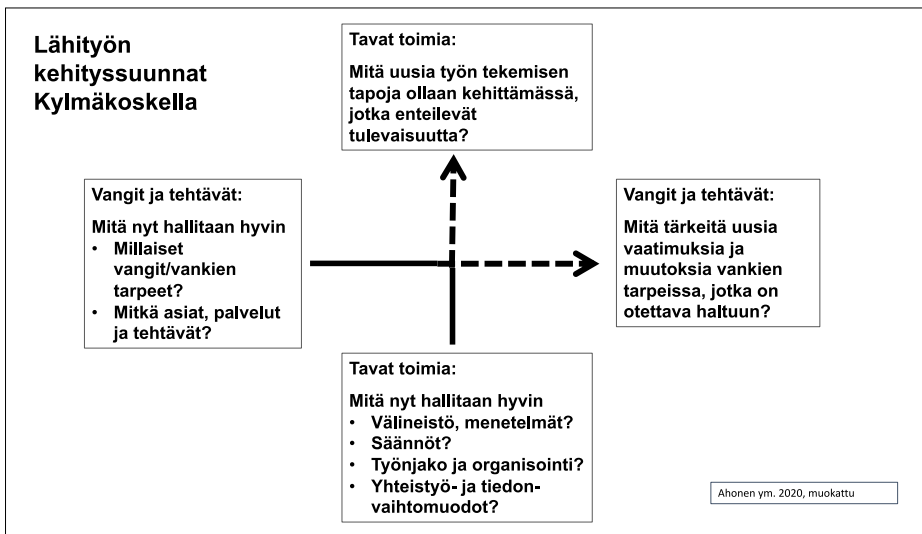 Lähityön
kehityssuunnat
Kylmäkoskella
Tavat toimia:
Mitä uusia työn tekemisen
tapoja ollaan kehittämässä,
jotka enteilevät
tulevaisuutta?
Vangit ja tehtävät:
Mitä nyt hallitaan hyvin
• Millaiset
vangit/vankien
tarpeet?
• Mitkä asiat, palvelut
ja tehtävät?
Vangit ja tehtävät:
Mitä tärkeitä uusia
vaatimuksia ja
muutoksia vankien
tarpeissa, jotka on
otettava haltuun?
Tavat toimia:
Mitä nyt hallitaan hyvin
• Välineistö, menetelmät?
• Säännöt?
• Työnjako ja organisointi?
• Yhteistyö- ja tiedon-
vaihtomuodot?
Ahonen ym. 2020, muokattu